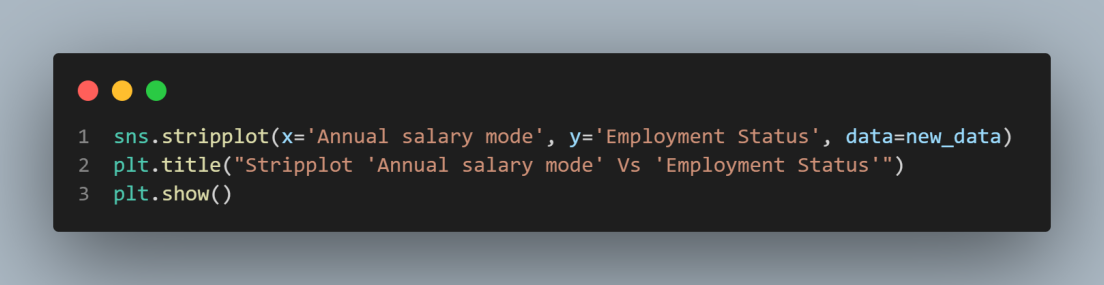 1 sns.stripplot(x='Annual salary mode', y='Employment Status', data=new_data)
2 plt.title("Stripplot 'Annual salary mode' Vs 'Employment Status'")
3 plt.show()